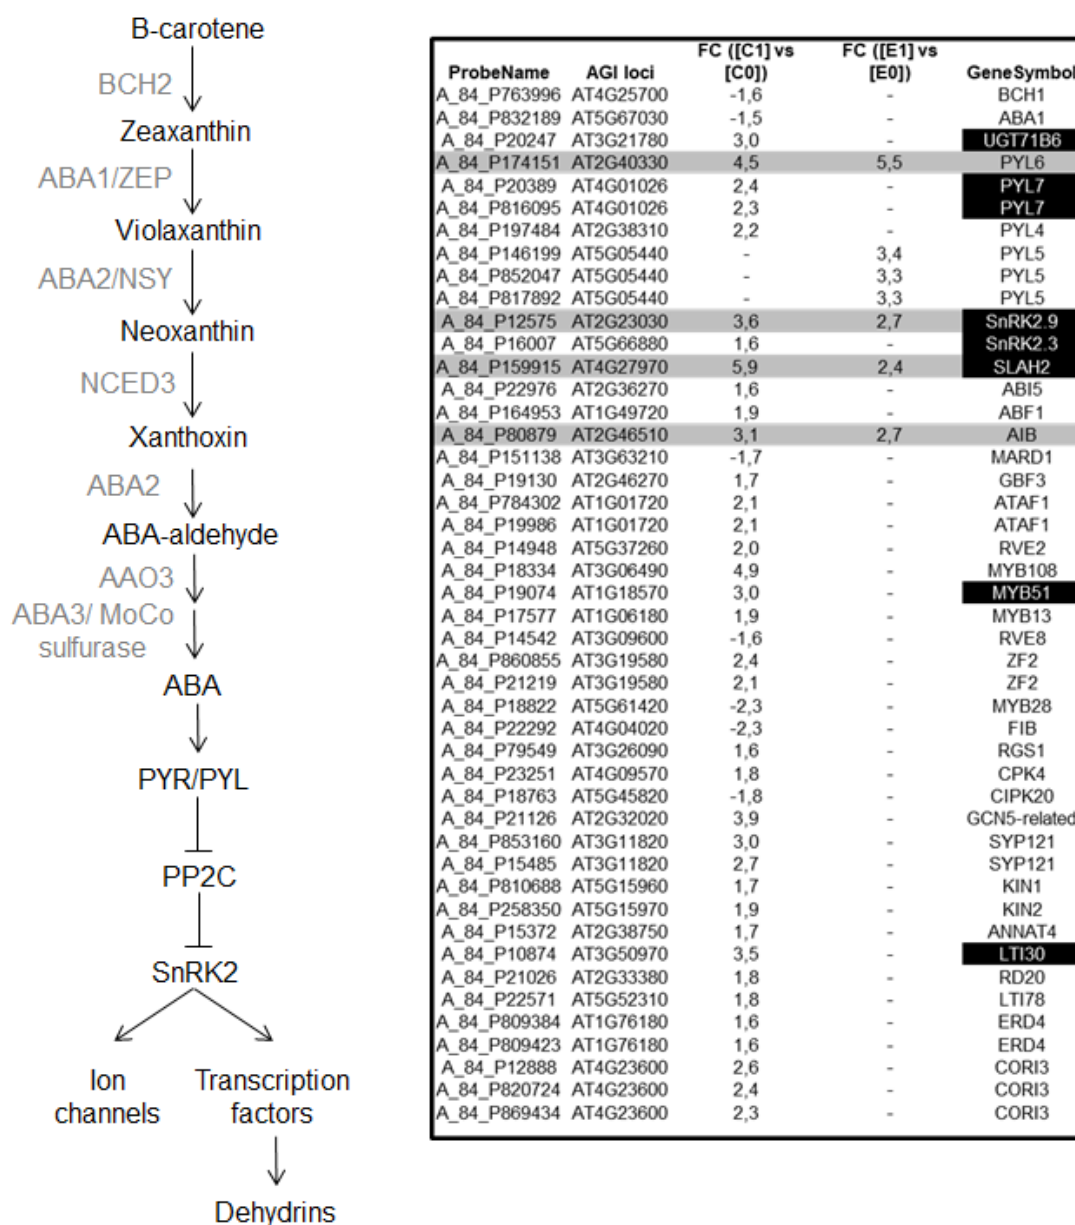 B-carotene
BCH2
Zeaxanthin
ABA1/ZEP
Violaxanthin
ABA2/NSY
Neoxanthin
NCED3
Xanthoxin
ABA2
ABA-aldehyde
AAO3
ABA3/ MoCo
sulfurase
ABA
PYR/PYL
PP2C
SnRK2
Ion
channels
Transcription
factors
Dehydrins
FC ([C1] vs FC ([E1] vs
ProbeName AGI loci [C0]) [E0]) GeneSymbol
A_84_P763996 AT4G25700 -1,6 - BCH1
A_84_P832189 AT5G67030 -1,5 - ABA1
A_84_P20247 AT3G21780 3,0 - UGT71B6
A_84_P174151 AT2G40330 4,5 5,5 PYL6
A_84_P20389 AT4G01026 2,4 - PYL7
A_84_P816095 AT4G01026 2,3 - PYL7
A_84_P197484 AT2G38310 2,2 - PYL4
A_84_P146199 AT5G05440 - 3,4 PYL5
A_84_P852047 AT5G05440 - 3,3 PYL5
A_84_P817892 AT5G05440 - 3,3 PYL5
A_84_P12575 AT2G23030 3,6 2,7 SnRK2.9
A_84_P16007 AT5G66880 1,6 - SnRK2.3
A_84_P159915 AT4G27970 5,9 2,4 SLAH2
A_84_P22976 AT2G36270 1,6 - ABI5
A_84_P164953 AT1G49720 1,9 - ABF1
A_84_P80879 AT2G46510 3,1 2,7 AIB
A_84_P151138 AT3G63210 -1,7 - MARD1
A_84_P19130 AT2G46270 1,7 - GBF3
A_84_P784302 AT1G01720 2,1 - ATAF1
A_84_P19986 AT1G01720 2,1 - ATAF1
A_84_P14948 AT5G37260 2,0 - RVE2
A_84_P18334 AT3G06490 4,9 - MYB108
A_84_P19074 AT1G18570 3,0 - MYB51
A_84_P17577 AT1G06180 1,9 - MYB13
A_84_P14542 AT3G09600 -1,6 - RVE8
A_84_P860855 AT3G19580 2,4 - ZF2
A_84_P21219 AT3G19580 2,1 - ZF2
A_84_P18822 AT5G61420 -2,3 - MYB28
A_84_P22292 AT4G04020 -2,3 - FIB
A_84_P79549 AT3G26090 1,6 - RGS1
A_84_P23251 AT4G09570 1,8 - CPK4
A_84_P18763 AT5G45820 -1,8 - CIPK20
A_84_P21126 AT2G32020 3,9 - GCN5-related
A_84_P853160 AT3G11820 3,0 - SYP121
A_84_P15485 AT3G11820 2,7 - SYP121
A_84_P810688 AT5G15960 1,7 - KIN1
A_84_P258350 AT5G15970 1,9 - KIN2
A_84_P15372 AT2G38750 1,7 - ANNAT4
A_84_P10874 AT3G50970 3,5 - LTI30
A_84_P21026 AT2G33380 1,8 - RD20
A_84_P22571 AT5G52310 1,8 - LTI78
A_84_P809384 AT1G76180 1,6 - ERD4
A_84_P809423 AT1G76180 1,6 - ERD4
A_84_P12888 AT4G23600 2,6 - CORI3
A_84_P820724 AT4G23600 2,4 - CORI3
A_84_P869434 AT4G23600 2,3 - CORI3